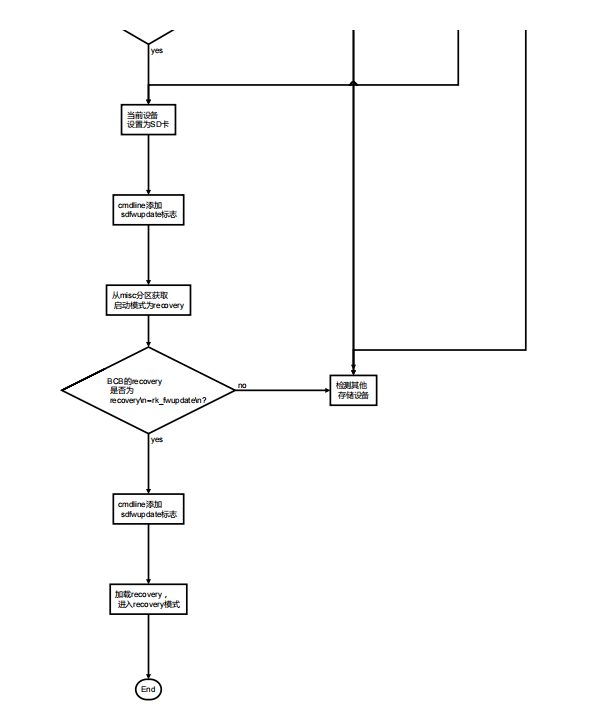 yes
当前设备
设置为SD卡
cmdline添加
sdfwupdate标志
从misc分区获取
启动模式为recovery
BCB的recovery
是否为
recovery\n--rk_fwupdate\n?
no
检测其他
存储设备
yes
cmdline添加
sdfwupdate标志
加载recovery，
进入recovery模式
End